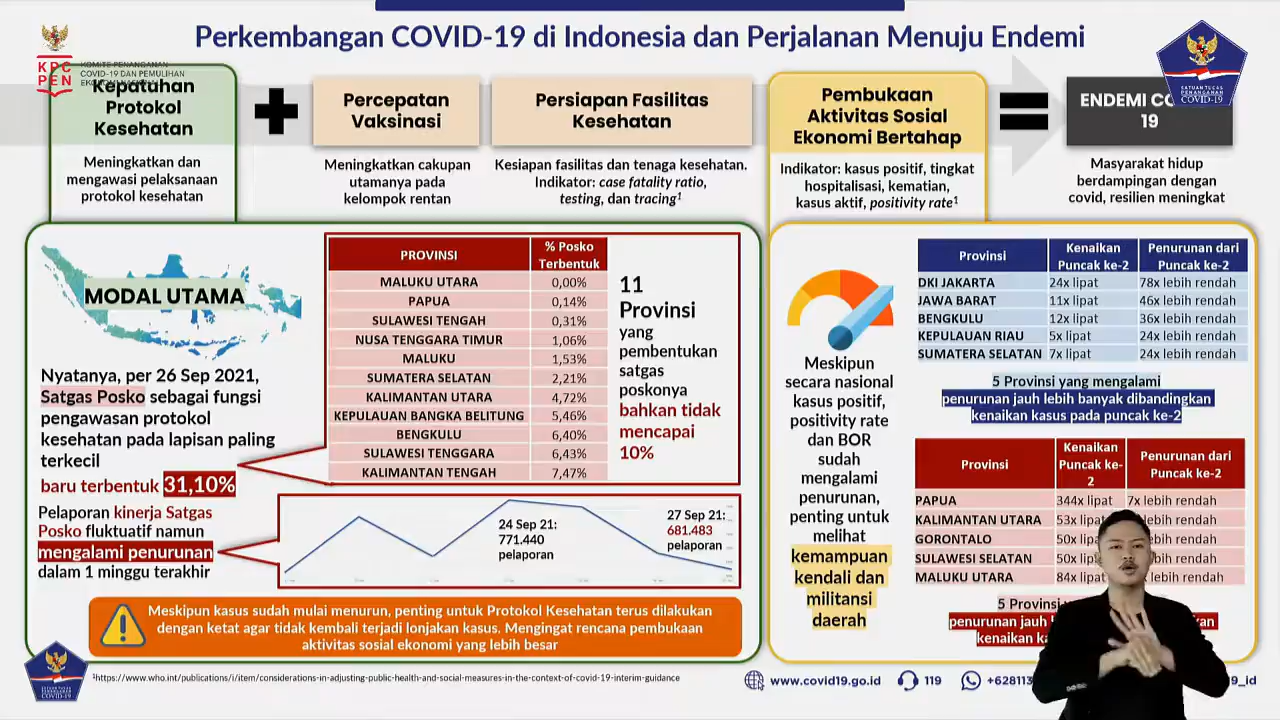 Perkembangan COVID-19 di Indonesia dan Perjalanan Menuju Endemi
KPC
PEN
KOMITE PENANGANAN
COVID-19 DAN PEMULIHAN
EKONOMI NASIONAL
SATUAN TUGAS
PENANGANAN
COVID-19
Kepatuhan
Protokol
Kesehatan
Meningkatkan dan
mengawasi pelaksanaan
protokol kesehatan
Percepatan
Vaksinasi
Meningkatkan cakupan
utamanya pada
kelompok rentan
Persiapan Fasilitas
Kesehatan
Kesiapan fasilitas dan tenaga kesehatan.
Indikator: case fatality ratio,
testing, dan tracing¹
Pembukaan
Aktivitas Sosial
Ekonomi Bertahap
Indikator: kasus positif, tingkat
hospitalisasi, kematian,
kasus aktif, positivity rate¹
ENDEMI
19
Masyarakat hidup
berdampingan dengan
covid, resilien meningkat
MODAL UTAMA
Nyatanya, per 26 Sep 2021,
Satgas Posko sebagai fungsi
pengawasan protokol
kesehatan pada lapisan paling
terkecil
baru terbentuk 31,10%
Pelaporan kinerja Satgas
Posko fluktuatif namun
mengalami penurunan
dalam 1 minggu terakhir
PROVINSI % Posko Terbentuk
MALUKU UTARA 0,00%
PAPUA 0,14%
SULAWESI TENGAH 0,31%
NUSA TENGGARA TIMUR 1,06%
MALUKU 1,53%
SUMATERA SELATAN 2,21%
KALIMANTAN UTARA 4,72%
KEPULAUAN BANGKA BELITUNG 5,46%
BENGKULU 6,40%
SULAWESI TENGGARA 6,43%
KALIMANTAN TENGAH 7,47%
11
Provinsi
yang
pembentukan
satgas
poskonya
bahkan tidak
mencapai
10%
24 Sep 21:
771.440
pelaporan
27 Sep 21:
681.483
pelaporan
Meskipun kasus sudah mulai menurun, penting untuk Protokol Kesehatan terus dilakukan
dengan ketat agar tidak kembali terjadi lonjakan kasus. Mengingat rencana pembukaan
aktivitas sosial ekonomi yang lebih besar
Meskipun
secara nasional
kasus positif,
positivity rate
dan BOR
sudah
mengalami
penurunan,
penting untuk
melihat
kemampuan
kendali dan
militansi
daerah
Provinsi Kenaikan Puncak ke-2 Penurunan dari Puncak ke-2
DKI JAKARTA 24x lipat 78x lebih rendah
JAWA BARAT 11x lipat 46x lebih rendah
BENGKULU 12x lipat 36x lebih rendah
KEPULAUAN RIAU 5x lipat 24x lebih rendah
SUMATERA SELATAN 7x lipat 24x lebih rendah
5 Provinsi yang mengalami
penurunan jauh lebih banyak dibandingkan
kenaikan kasus pada puncak ke-2
Provinsi Kenaikan Puncak ke-2 Penurunan dari Puncak ke-2
PAPUA 344x lipat 7x lebih rendah
KALIMANTAN UTARA 53x lebih rendah
GORONTALO 50x lebih rendah
SULAWESI SELATAN 50x lebih rendah
MALUKU UTARA 84x lebih rendah
5 Provinsi
penurunan jauh
kenaikan
COVID-19
¹https://www.who.int/publications/i/item/considerations-in-adjusting-public-health-and-social-measures-in-the-context-of-covid-19-interim-guidance
www.covid19.go.id
119